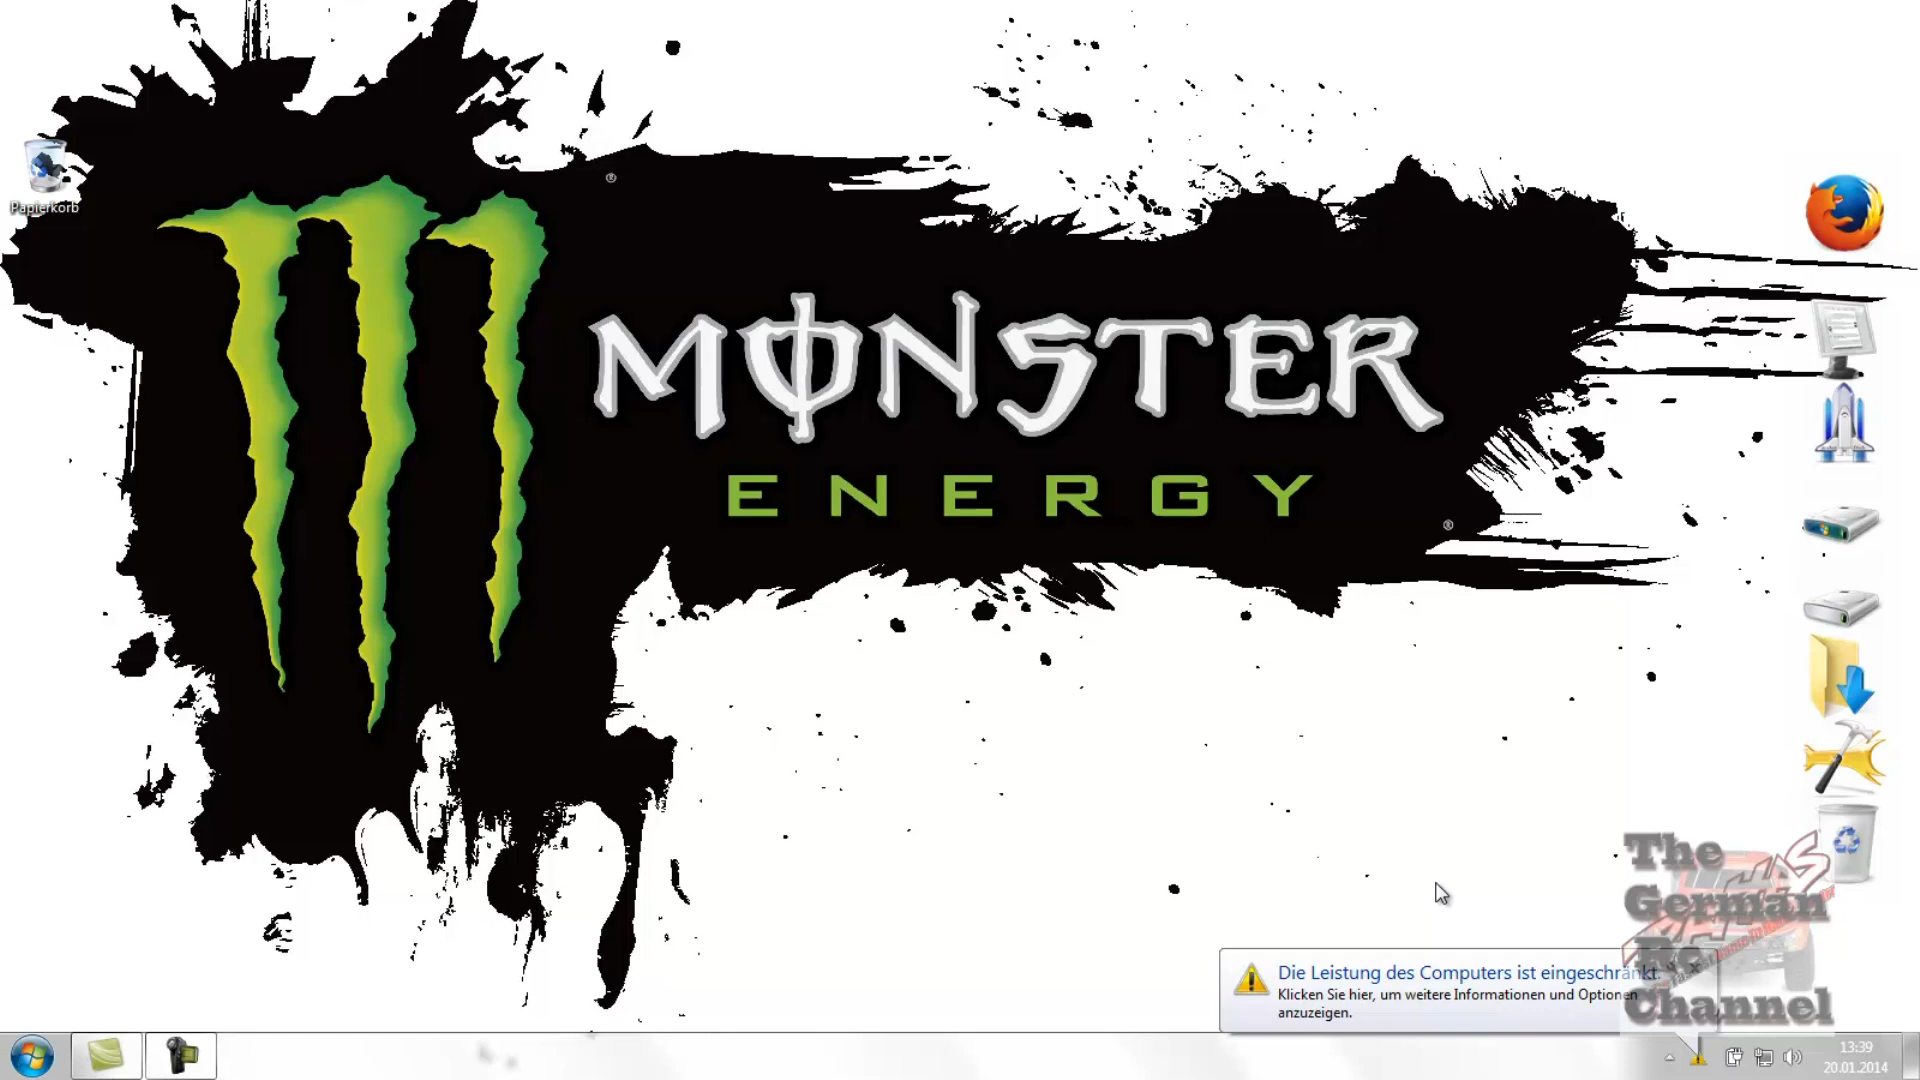 ®
Papierkorb
MONSTER
ENERGY
®
The
German
Rc
Channel
Die Leistung des Computers ist eingeschränkt.
Klicken Sie hier, um weitere Informationen und Optionen
anzuzeigen.
13:39
20.01.2014